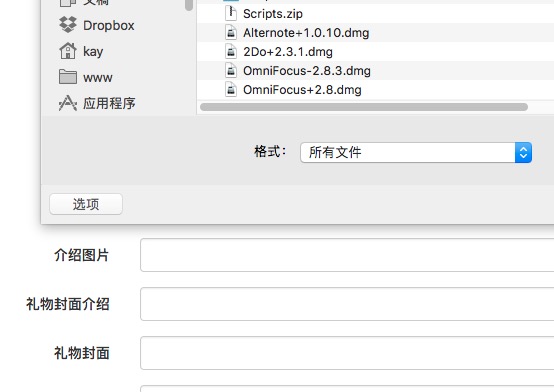 文稿
Dropbox
kay
www
应用程序
Scripts.zip
Alternote+1.0.10.dmg
2Do+2.3.1.dmg
OmniFocus-2.8.3.dmg
OmniFocus+2.8.dmg
格式：
所有文件
选项
介绍图片
礼物封面介绍
礼物封面